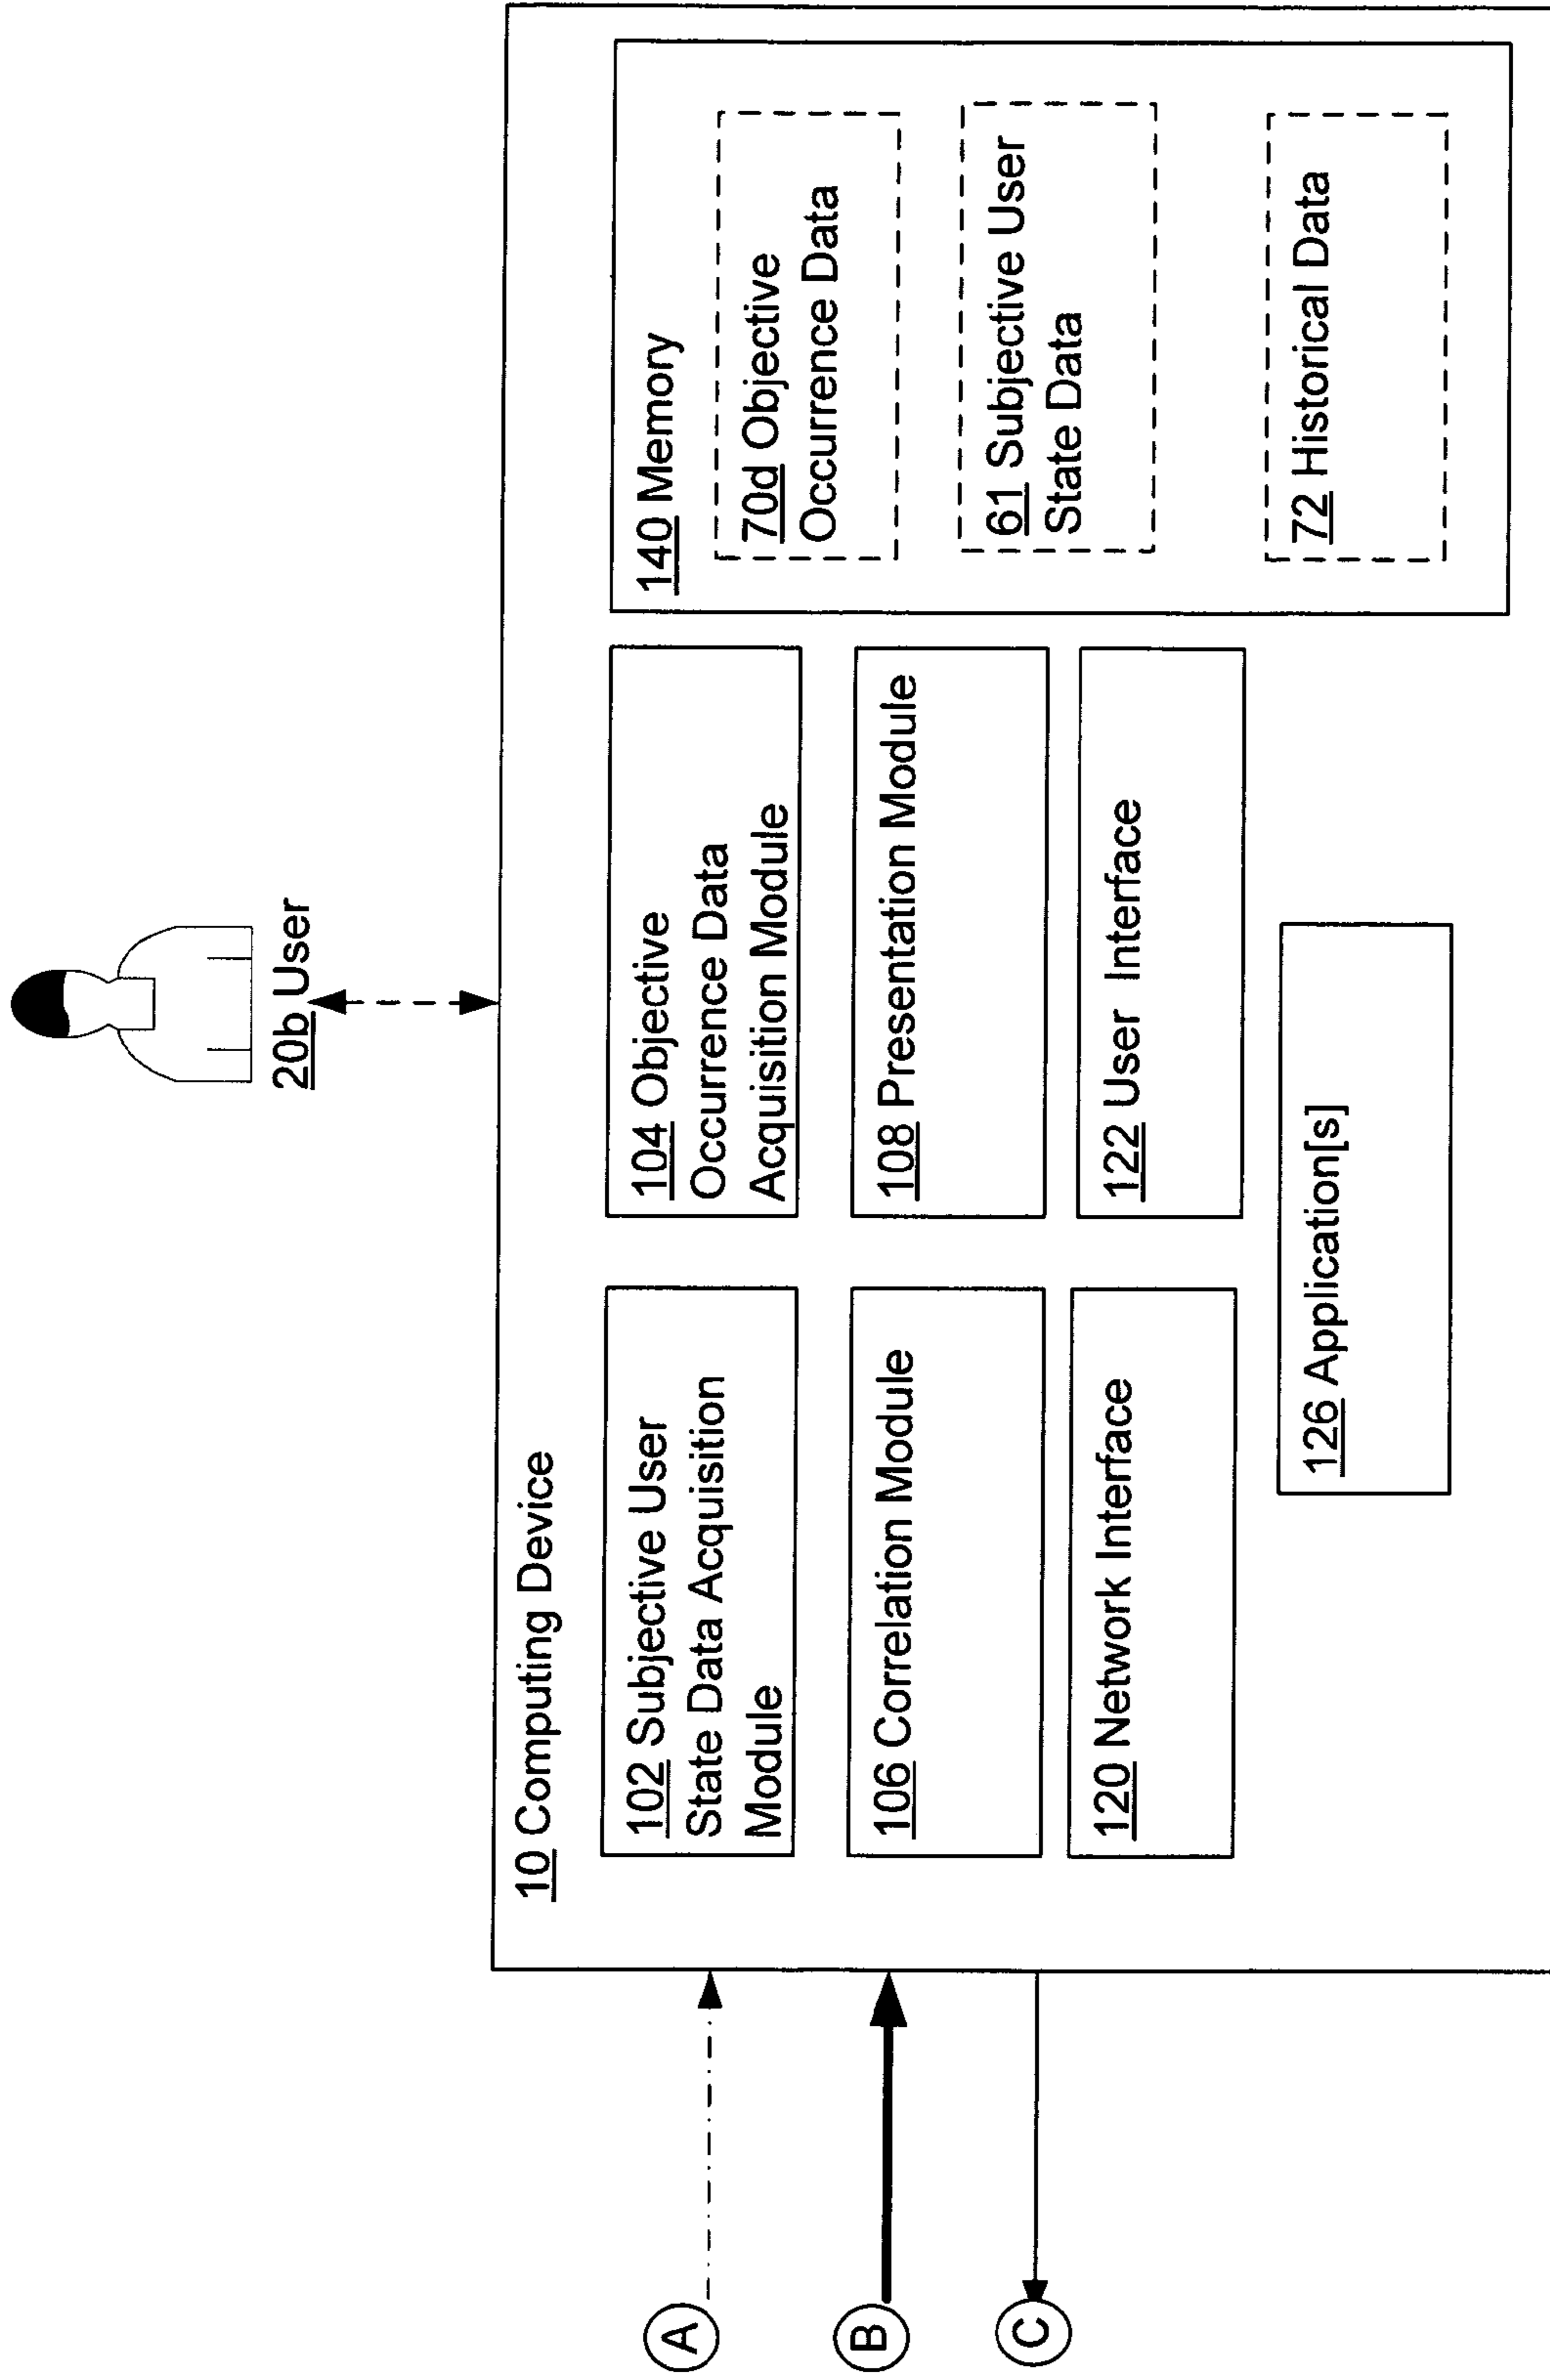 20b User
10 Computing Device
A
B
C
102 Subjective User
State Data Acquisition
Module
104 Objective
Occurrence Data
Acquisition Module
106 Correlation Module
108 Presentation Module
120 Network Interface
122 User Interface
126 Application[s]
140 Memory
70d Objective
Occurrence Data
61 Subjective User
State Data
72 Historical Data